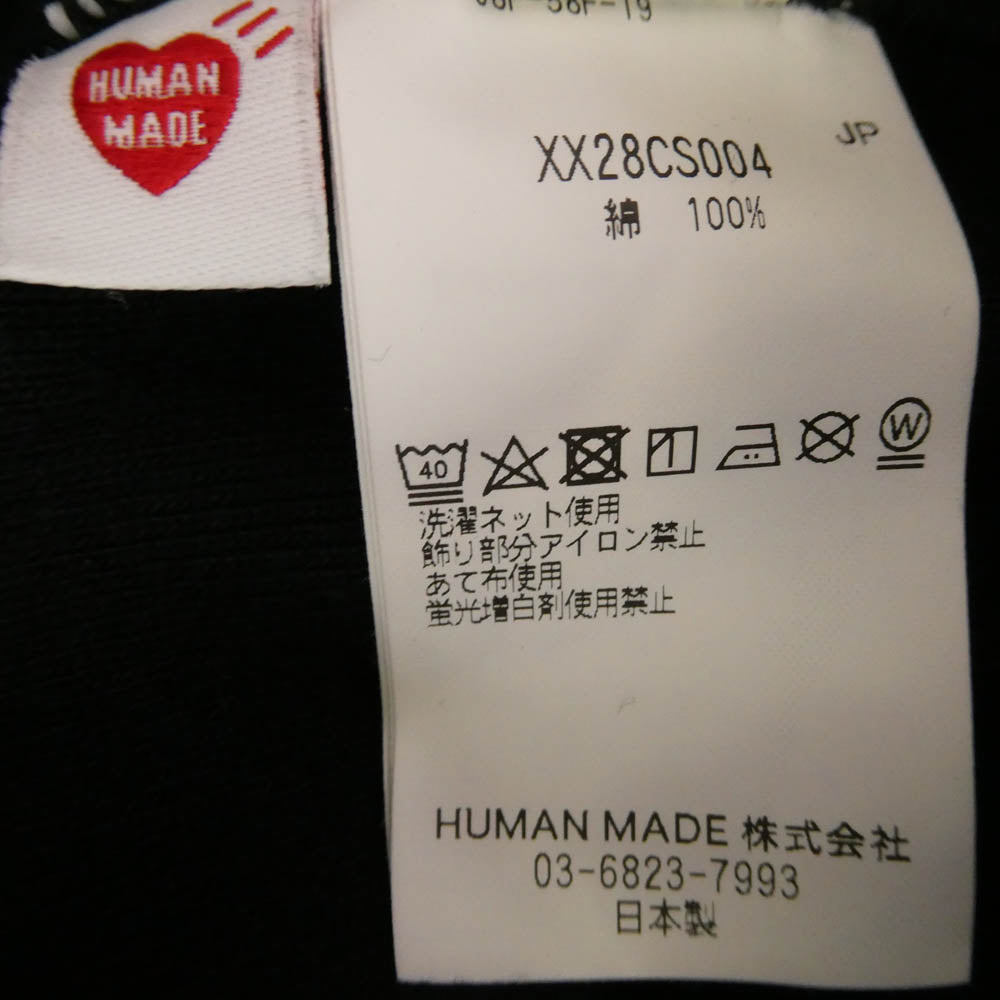 HUMAN
MADE
JP
XX28CS004
綿 100%
40
W
洗濯ネット使用
飾り部分アイロン禁止
あて布使用
蛍光増白剤使用禁止
HUMAN MADE 株式会社
03-6823-7993
日本製